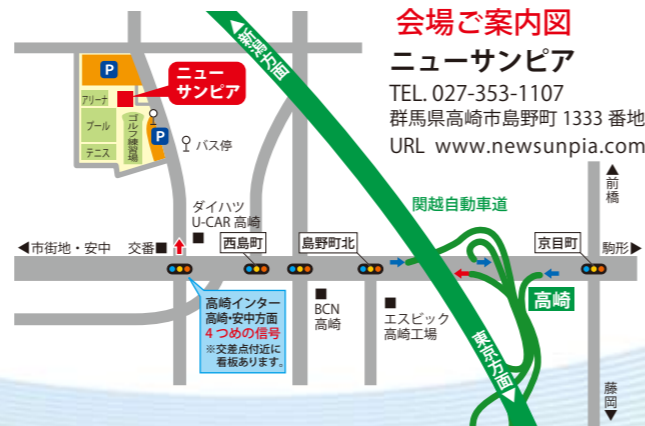 会場ご案内図
ニューサンピア
TEL. 027-353-1107
群馬県高崎市島野町 1333 番地
URL www.newsunpia.com
新潟方面
P
ニュー
サンピア
アリーナ
プール
テニス
ゴルフ練習場
P
バス停
ダイハツ
U-CAR 高崎
関越自動車道
前橋
市街地・安中
交番
西島町
島野町北
京目町
駒形
高崎インター
高崎・安中方面
4 つめの信号
※交差点付近に
看板あります。
BCN
高崎
エスビック
高崎工場
高崎
東京方面
藤岡